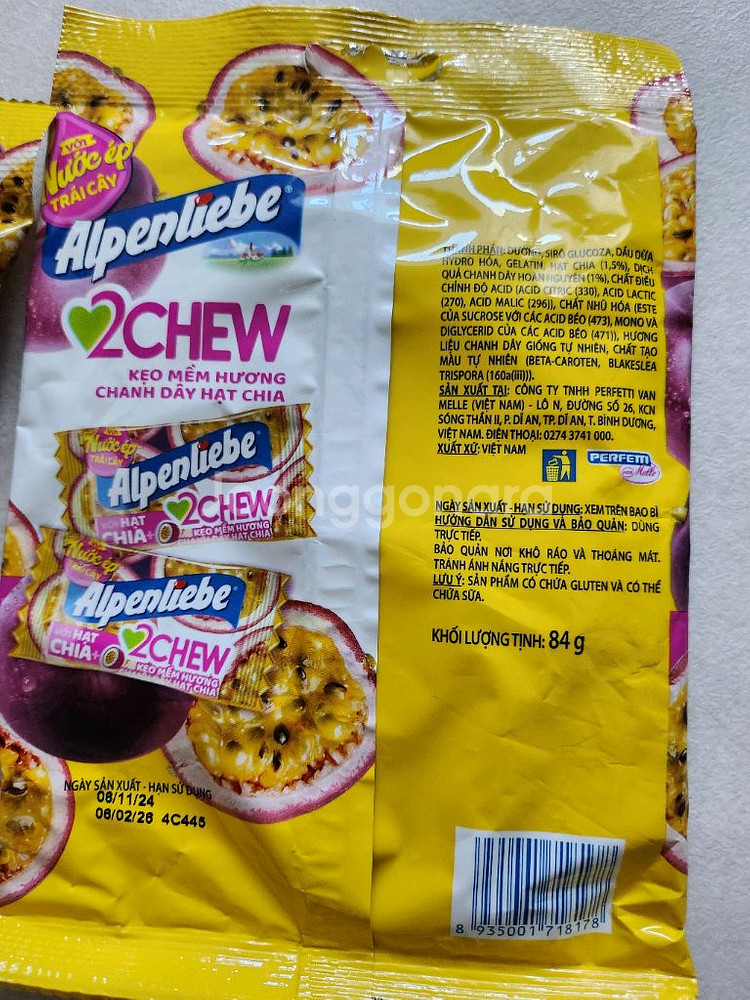 VỚI
Nước ép
TRÁI CÂY
Alpenliebe
2CHEW
KẸO MỀM HƯƠNG
CHANH DÂY HẠT CHIA
Nước ép
TRÁI CÂY
Alpenliebe
VỚI HẠT
CHIA+
2CHEW
KẸO MỀM HƯƠNG
CHANH DÂY HẠT CHIA
Nước ép
TRÁI CÂY
Alpenliebe
VỚI HẠT
CHIA+
2CHEW
KẸO MỀM HƯƠNG
CHANH DÂY HẠT CHIA
NGÀY SẢN XUẤT - HẠN SỬ DỤNG
08/11/24
06/02/26 4C445
THÀNH PHẦN: ĐƯỜNG, SIRÔ GLUCOZA, DẦU DỪA
HYDRO HÓA, GELATIN, HẠT CHIA (1,5%), DỊCH
QUẢ CHANH DÂY HOÀN NGUYÊN (1%), CHẤT ĐIỀU
CHỈNH ĐỘ ACID (ACID CITRIC (330), ACID LACTIC
(270), ACID MALIC (296)), CHẤT NHŨ HÓA (ESTE
CỦA SUCROSE VỚI CÁC ACID BÉO (473), MONO VÀ
DIGLYCERID CỦA CÁC ACID BÉO (471)), HƯƠNG
LIỆU CHANH DÂY GIỐNG TỰ NHIÊN, CHẤT TẠO
MÀU TỰ NHIÊN (BETA-CAROTEN, BLAKESLEA
TRISPORA (160a(iii))).
SẢN XUẤT TẠI: CÔNG TY TNHH PERFETTI VAN
MELLE (VIỆT NAM) - LÔ N, ĐƯỜNG SỐ 26, KCN
SÓNG THẦN II, P. DĨ AN, TP. DĨ AN, T. BÌNH DƯƠNG,
VIỆT NAM. ĐIỆN THOẠI: 0274 3741 000.
XUẤT XỨ: VIỆT NAM
PERFETTI
Melle
NGÀY SẢN XUẤT - HẠN SỬ DỤNG: XEM TRÊN BAO BÌ
HƯỚNG DẪN SỬ DỤNG VÀ BẢO QUẢN: DÙNG
TRỰC TIẾP.
BẢO QUẢN NƠI KHÔ RÁO VÀ THOÁNG MÁT.
TRÁNH ÁNH NẮNG TRỰC TIẾP.
LƯU Ý: SẢN PHẨM CÓ CHỨA GLUTEN VÀ CÓ THỂ
CHỨA SỮA.
KHỐI LƯỢNG TỊNH: 84 g
8 935001 718178